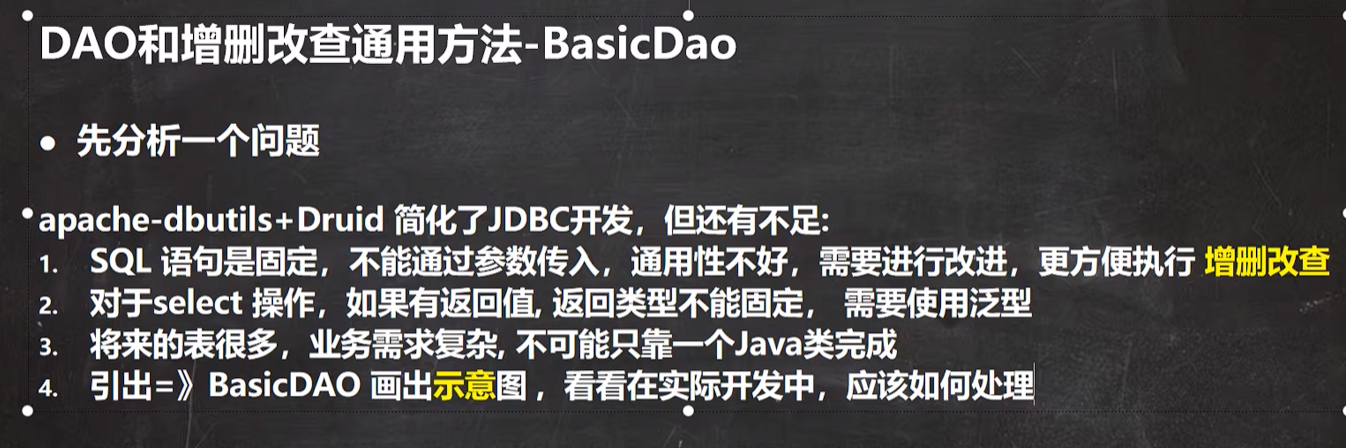 DAO和增删改查通用方法-BasicDao
● 先分析一个问题
apache-dbutils+Druid 简化了JDBC开发，但还有不足:
1. SQL 语句是固定，不能通过参数传入，通用性不好，需要进行改进，更方便执行 增删改查
2. 对于select 操作，如果有返回值, 返回类型不能固定， 需要使用泛型
3. 将来的表很多，业务需求复杂, 不可能只靠一个Java类完成
4. 引出=》BasicDAO 画出示意图 ，看看在实际开发中，应该如何处理